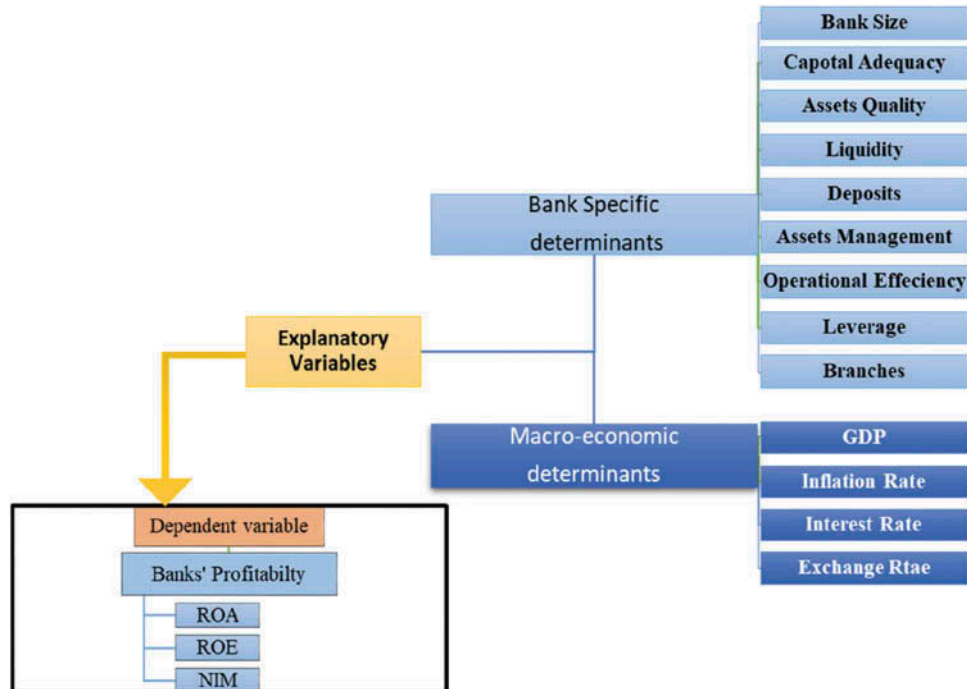 Bank Size
Capotal Adequacy
Assets Quality
Liquidity
Deposits
Assets Management
Operational Effeciency
Leverage
Branches
Bank Specific
determinants
Explanatory
Variables
Macro-economic
determinants
GDP
Inflation Rate
Interest Rate
Exchange Rtae
Dependent variable
Banks' Profitabilty
ROA
ROE
NIM